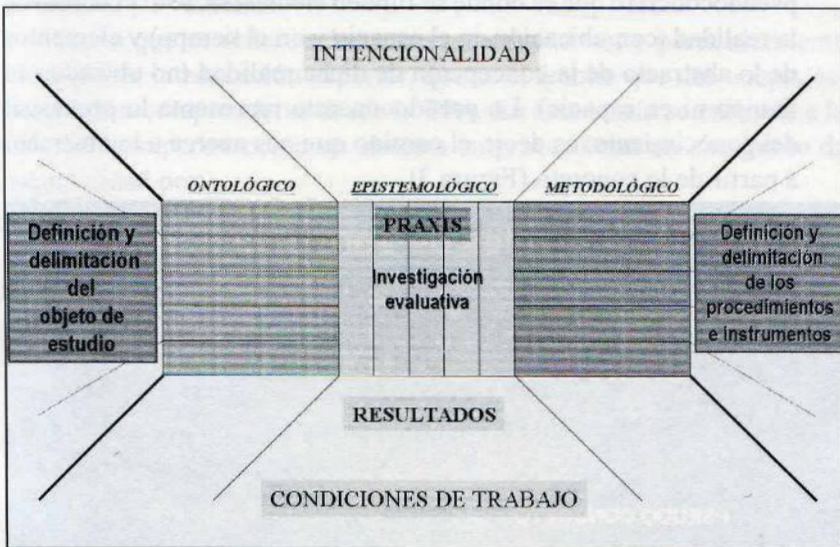 INTENCIONALIDAD
ONTOLÓGICO EPISTEMOLÓGICO METODOLÓGICO
Definición y
delimitación
del
objeto de
estudio
PRAXIS
Investigación
evaluativa
Definición y
delimitación
de los
procedimientos
e instrumentos
RESULTADOS
CONDICIONES DE TRABAJO